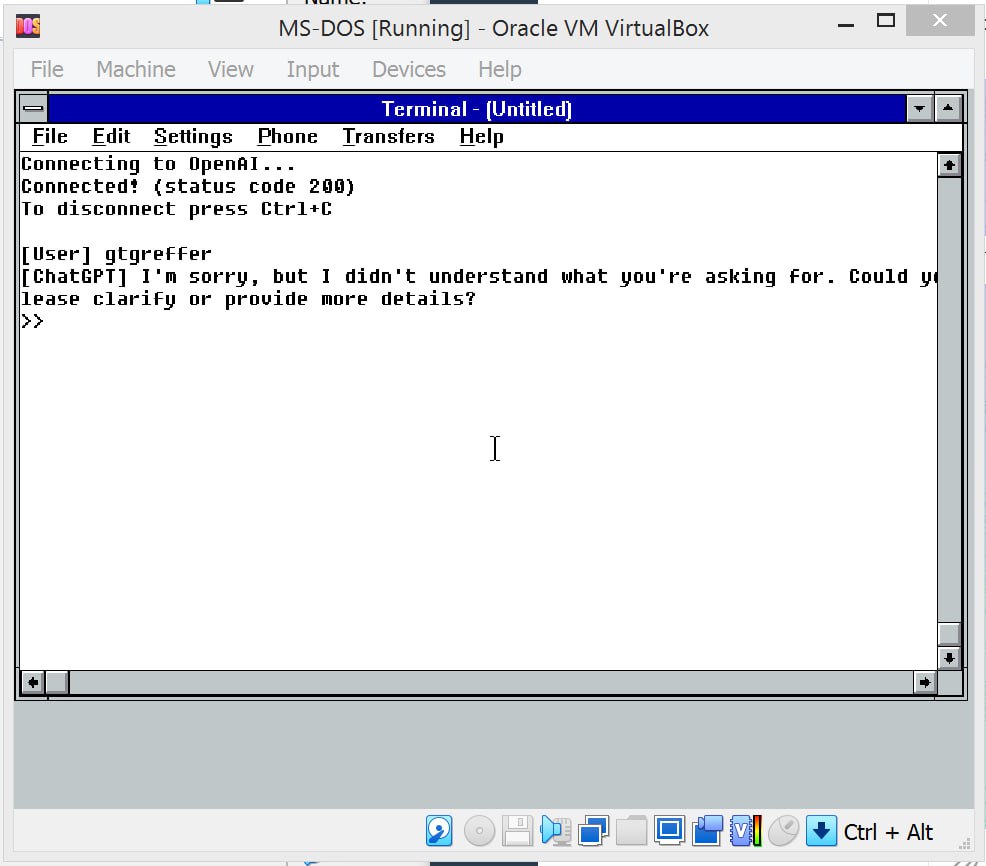 Name:
MS-DOS [Running] - Oracle VM VirtualBox
File Machine View Input Devices Help
Terminal - (Untitled)
File Edit Settings Phone Transfers Help
Connecting to OpenAI...
Connected! (status code 200)
To disconnect press Ctrl+C
[User] gtgreffer
[ChatGPT] I'm sorry, but I didn't understand what you're asking for. Could
lease clarify or provide more details?
>>
Ctrl + Alt